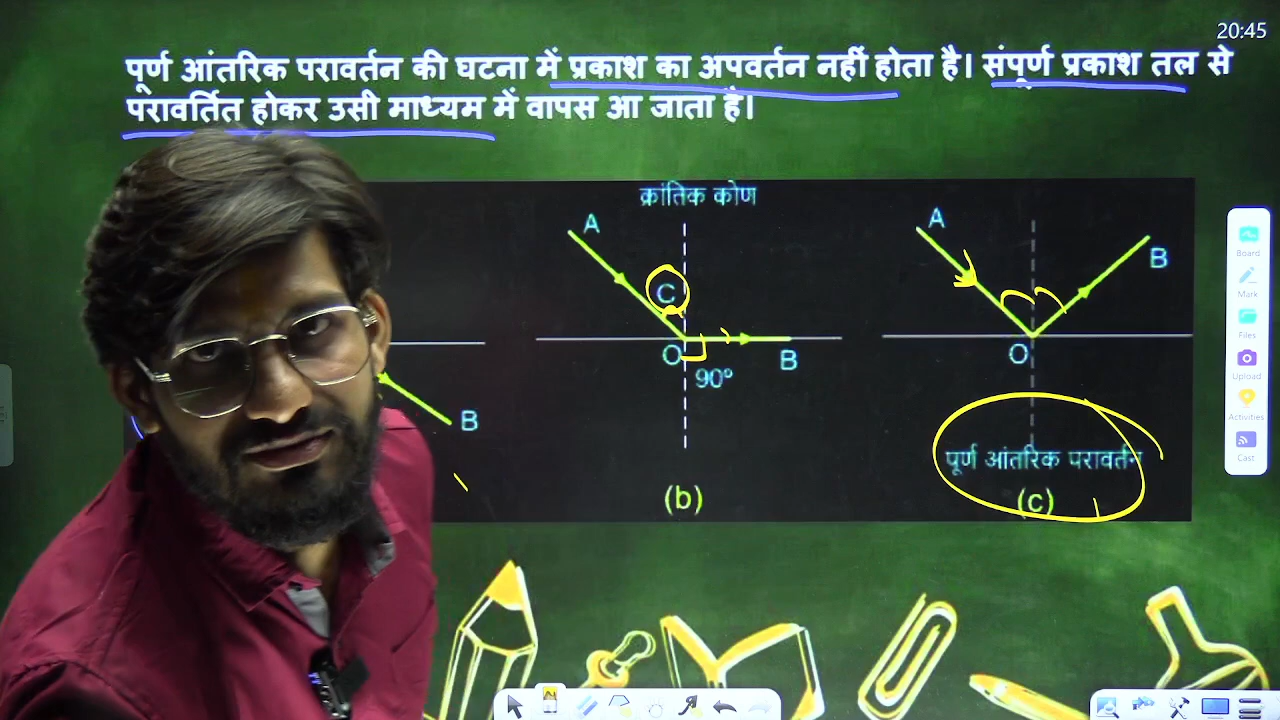 20:45
पूर्ण आंतरिक परावर्तन की घटना में प्रकाश का अपवर्तन नहीं होता है। संपूर्ण प्रकाश तल से
परावर्तित होकर उसी माध्यम में वापस आ जाता है।
क्रांतिक कोण
A
C
O
B
90°
B
(b)
A
B
O
पूर्ण आंतरिक परावर्तन
(c)
Board
Mark
Files
Upload
Activities
Cast